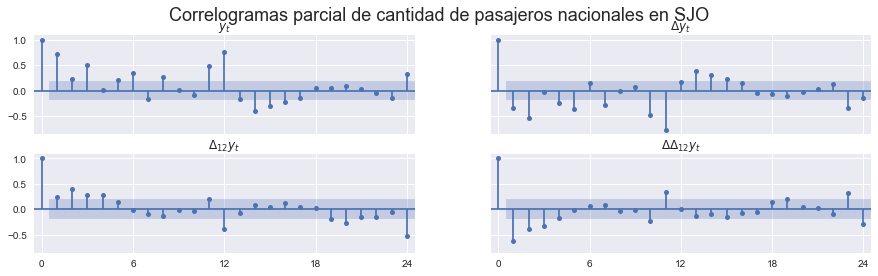 Correlogramas parcial de cantidad de pasajeros nacionales en SJO
yₜ
Δyₜ
1.0
0.5
0.0
−0.5
Δ₁₂yₜ
ΔΔ₁₂yₜ
1.0
0.5
0.0
−0.5
0 6 12 18 24
0 6 12 18 24